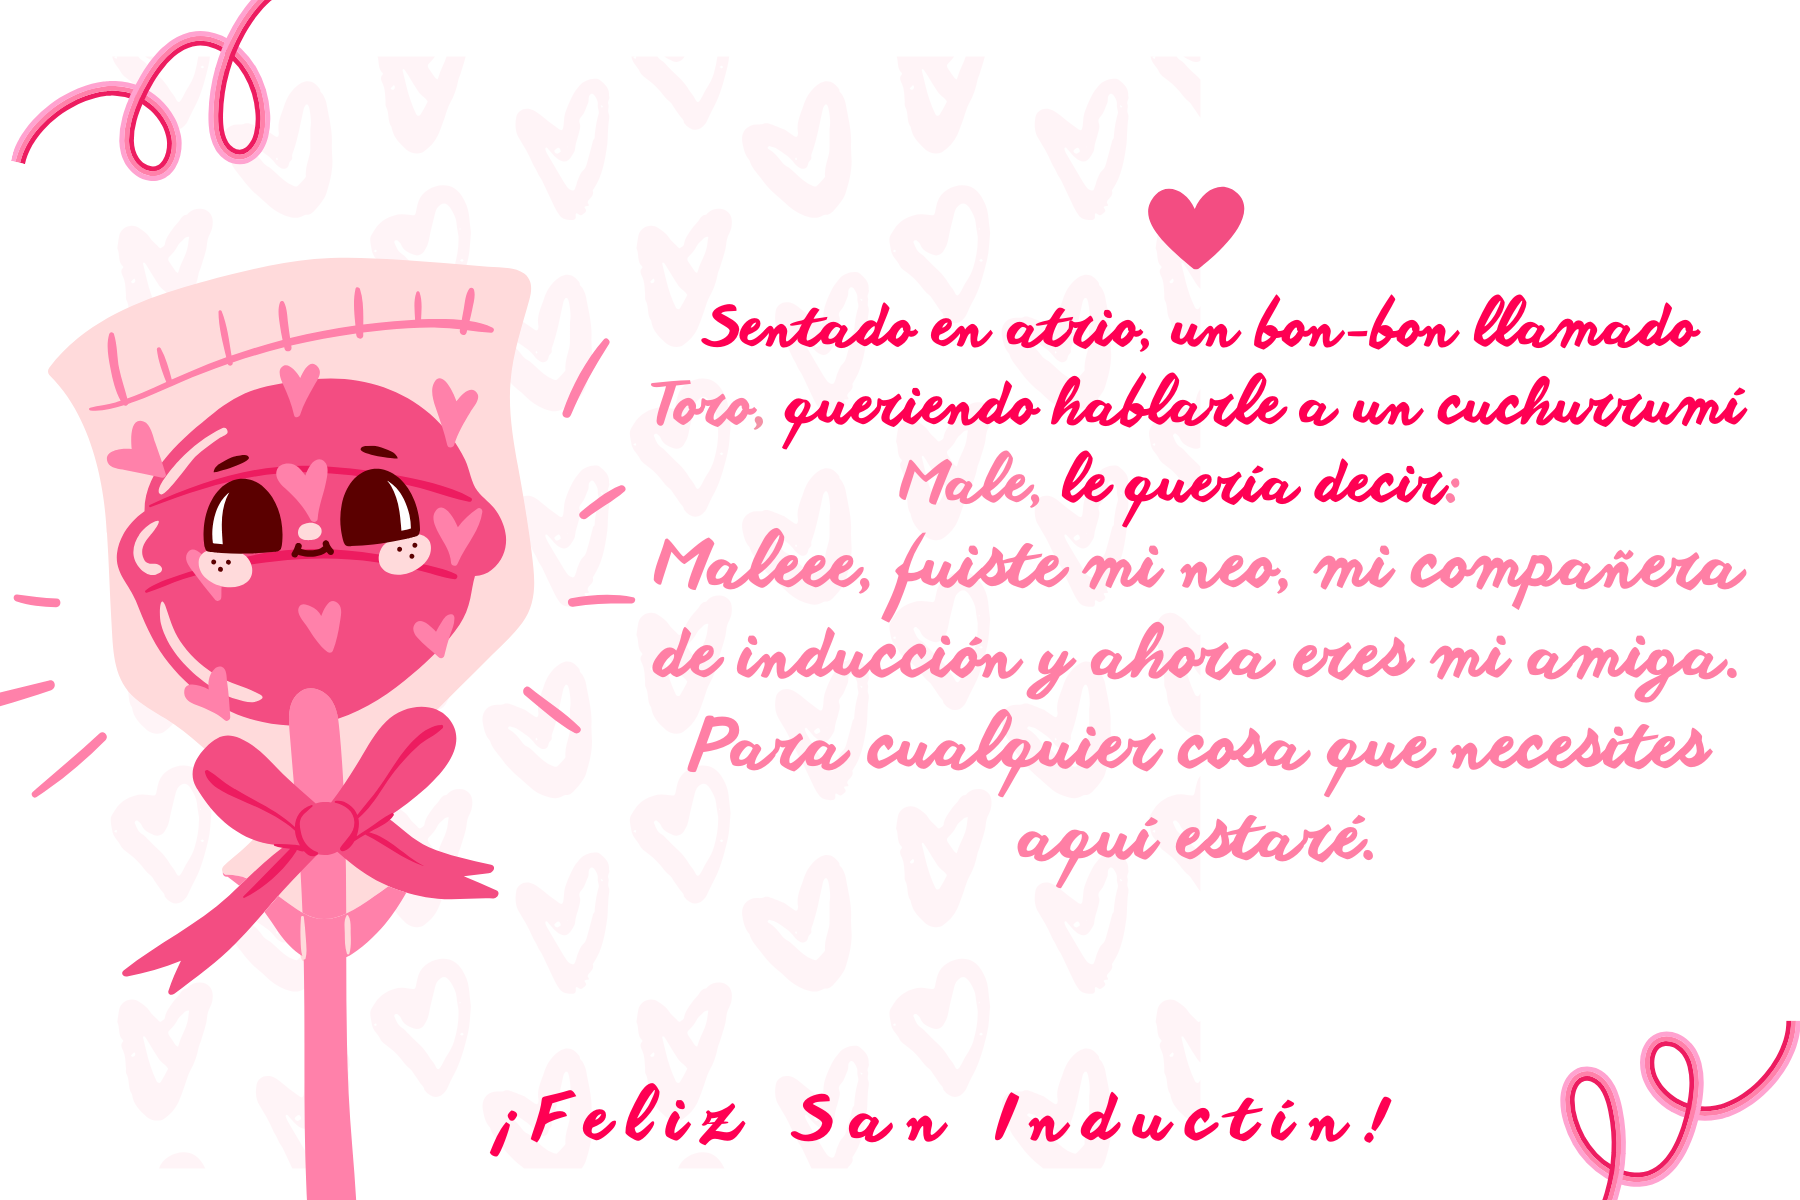 Sentado en atrio, un bon-bon llamado
Toro, queriendo hablarle a un cuchurrumí
Male, le quería decir:
Maleee, fuiste mi neo, mi compañera
de inducción y ahora eres mi amiga.
Para cualquier cosa que necesites
aquí estaré.
¡Feliz San Inductín!